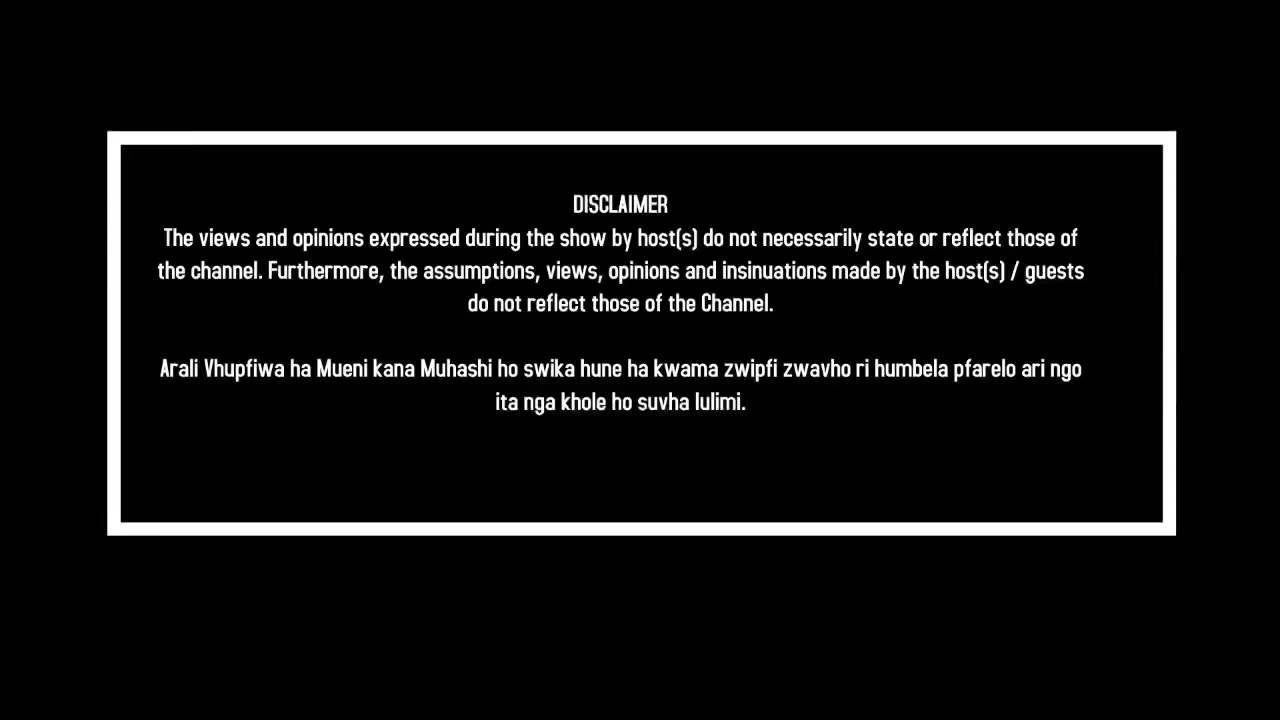 DISCLAIMER
The views and opinions expressed during the show by host(s) do not necessarily state or reflect those of
the channel. Furthermore, the assumptions, views, opinions and insinuations made by the host(s) / guests
do not reflect those of the Channel.
Arali Vhupfiwa ha Mueni kana Muhashi ho swika hune ha kwama zwipfi zwavho ri humbela pfarelo ari ngo
ita nga khole ho suvha lulimi.